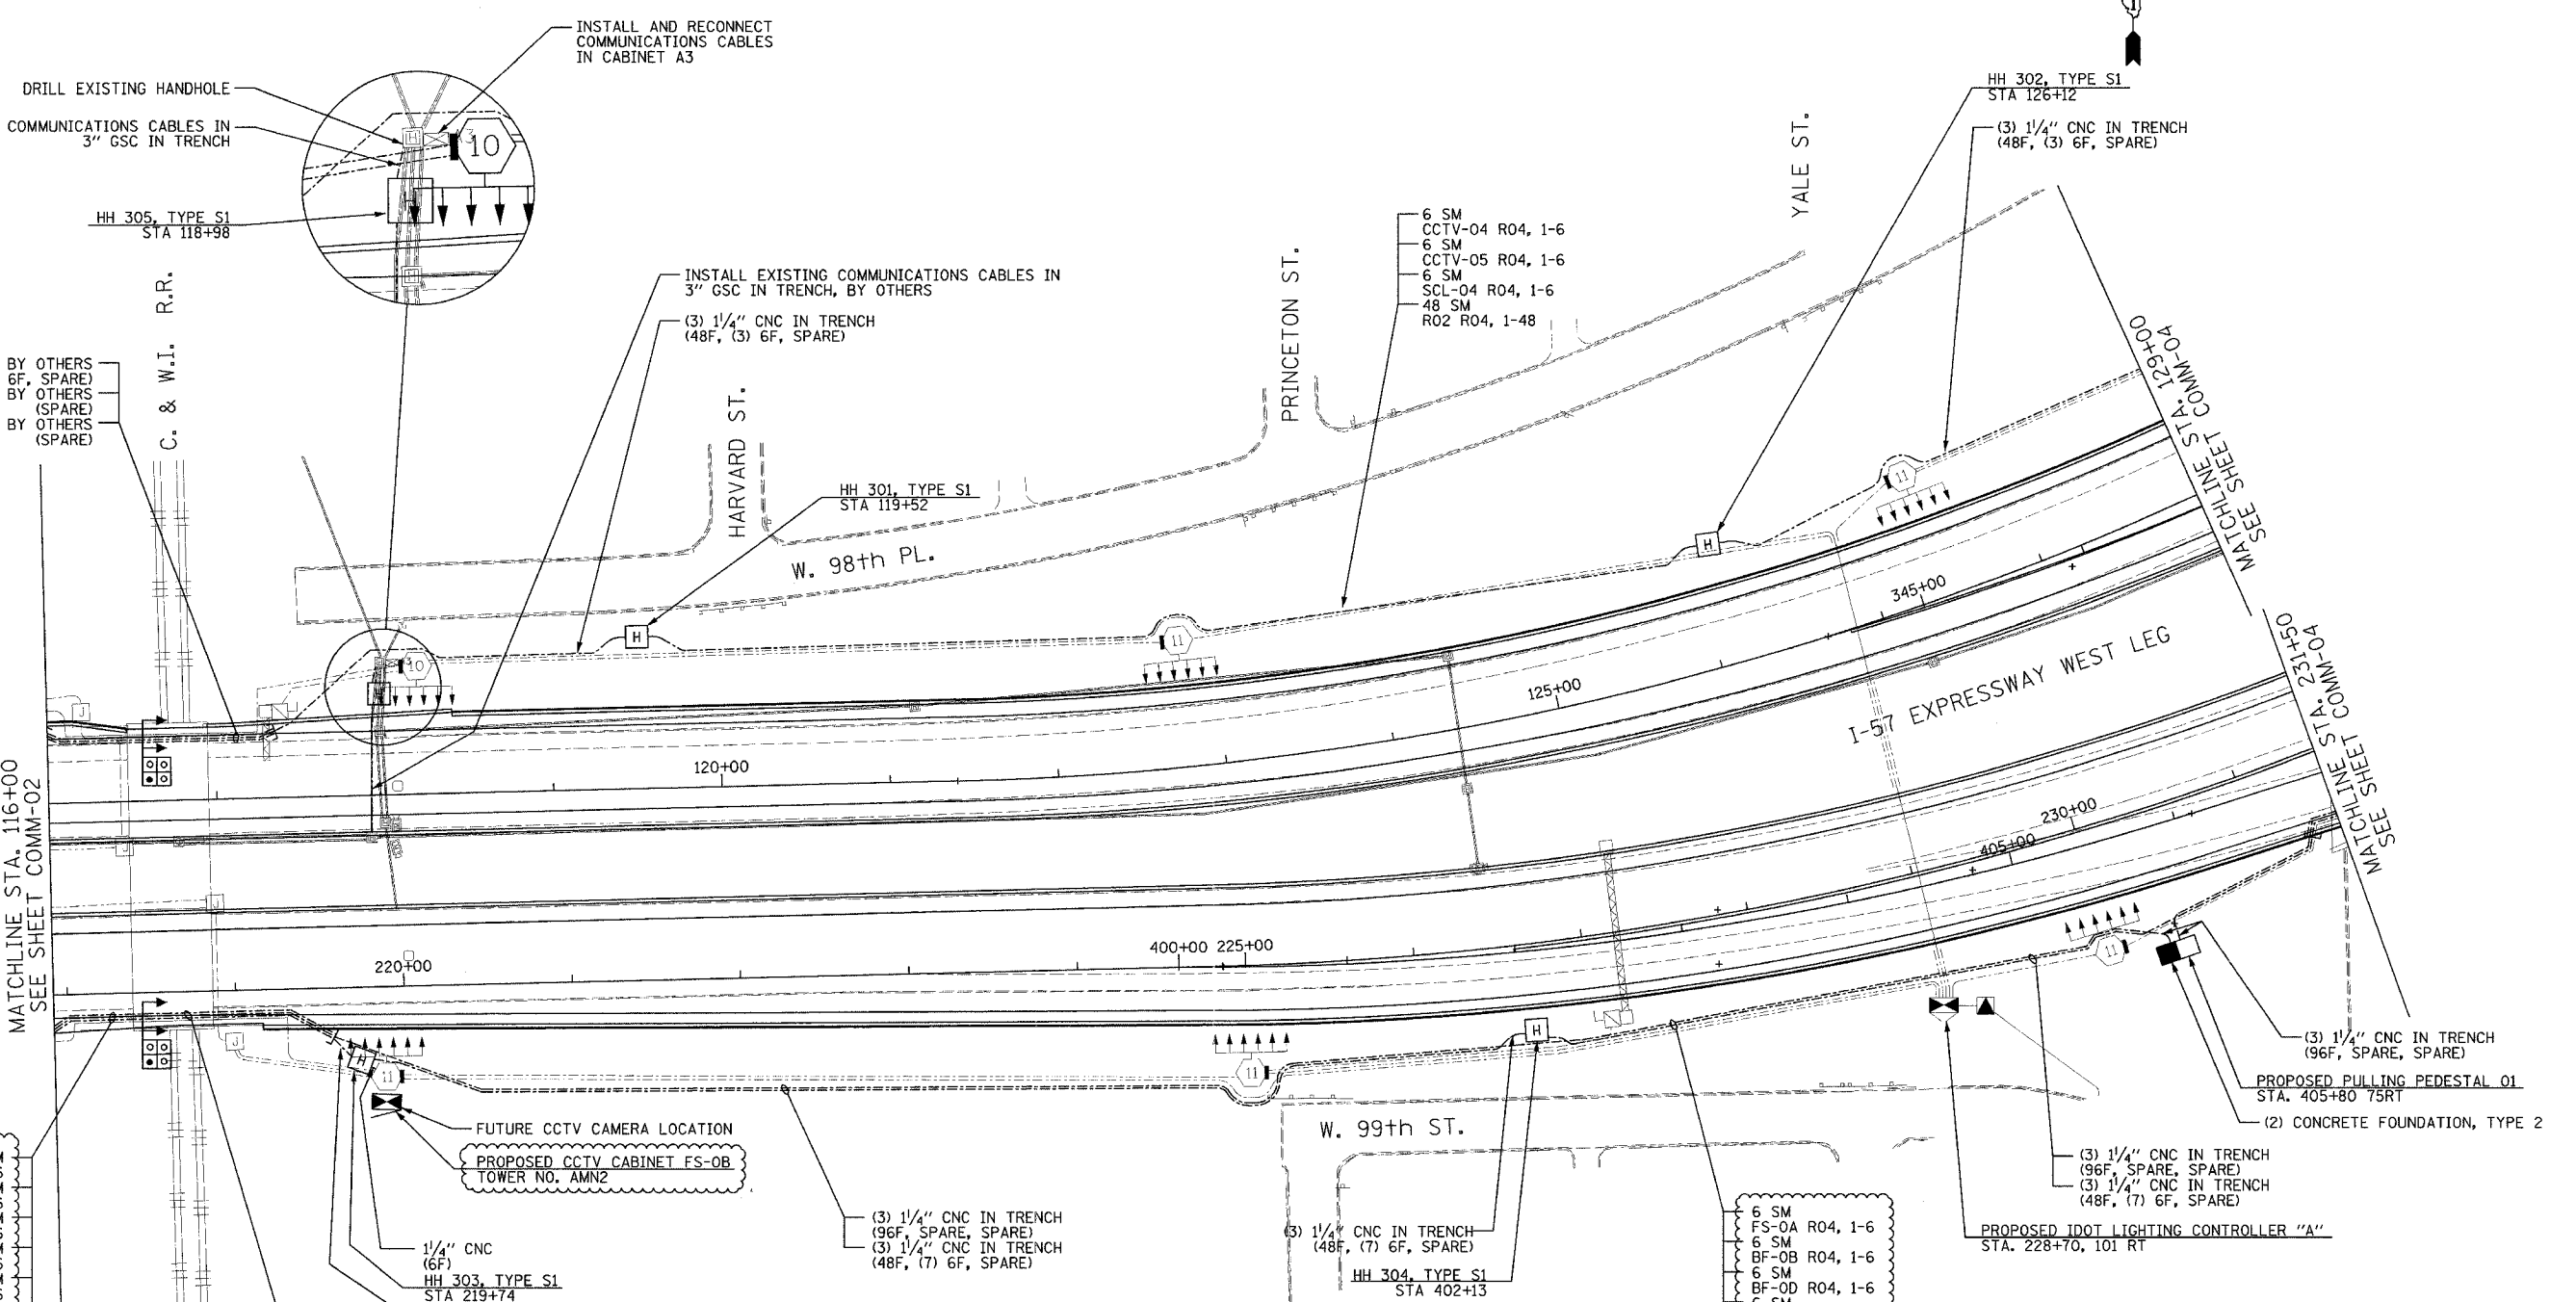 INSTALL AND RECONNECT
COMMUNICATIONS CABLES
IN CABINET A3
DRILL EXISTING HANDHOLE
COMMUNICATIONS CABLES IN
3" GSC IN TRENCH
10
HH 305, TYPE S1
STA 118+98
HH 302, TYPE S1
STA 126+12
(3) 1¼" CNC IN TRENCH
(48F, (3) 6F, SPARE)
YALE ST.
6 SM
CCTV-04 R04, 1-6
6 SM
CCTV-05 R04, 1-6
6 SM
SCL-04 R04, 1-6
48 SM
R02 R04, 1-48
PRINCETON ST.
INSTALL EXISTING COMMUNICATIONS CABLES IN
3" GSC IN TRENCH, BY OTHERS
(3) 1¼" CNC IN TRENCH
(48F, (3) 6F, SPARE)
C. & W.I. R.R.
BY OTHERS
6F, SPARE)
BY OTHERS
(SPARE)
BY OTHERS
(SPARE)
HARVARD ST.
HH 301, TYPE S1
STA 119+52
W. 98th PL.
MATCHLINE STA. 129+00
SEE SHEET COMM-04
11
H
H
11
10
345+00
125+00
120+00
I-57 EXPRESSWAY WEST LEG
MATCHLINE STA. 231+50
SEE SHEET COMM-04
MATCHLINE STA. 116+00
SEE SHEET COMM-02
230+00
405+00
400+00 225+00
220+00
J
J
J
J
H
11
11
H
11
(3) 1¼" CNC IN TRENCH
(96F, SPARE, SPARE)
PROPOSED PULLING PEDESTAL 01
STA. 405+80 75RT
(2) CONCRETE FOUNDATION, TYPE 2
W. 99th ST.
FUTURE CCTV CAMERA LOCATION
PROPOSED CCTV CABINET FS-0B
TOWER NO. AMN2
(3) 1¼" CNC IN TRENCH
(96F, SPARE, SPARE)
(3) 1¼" CNC IN TRENCH
(48F, (7) 6F, SPARE)
PROPOSED IDOT LIGHTING CONTROLLER "A"
STA. 228+70, 101 RT
(3) 1¼" CNC IN TRENCH
(96F, SPARE, SPARE)
(3) 1¼" CNC IN TRENCH
(48F, (7) 6F, SPARE)
(3) 1¼" CNC IN TRENCH
(48F, (7) 6F, SPARE)
HH 304, TYPE S1
STA 402+13
6 SM
FS-0A R04, 1-6
6 SM
BF-0B R04, 1-6
6 SM
BF-0D R04, 1-6
6 SM
1¼" CNC
(6F)
HH 303, TYPE S1
STA 219+74